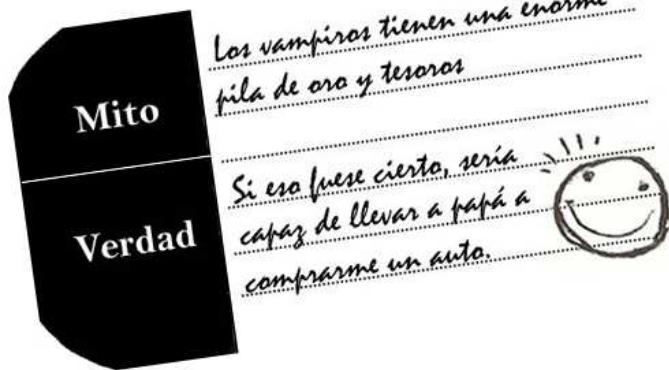 Mito
Los vampiros tienen una enorme
pila de oro y tesoros
Verdad
Si eso fuese cierto, sería
capaz de llevar a papá a
comprarme un auto.